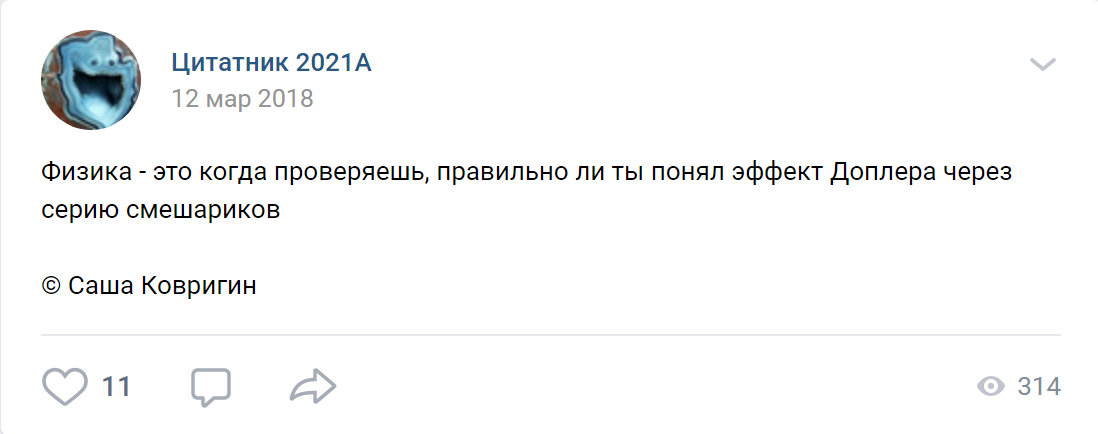 Цитатник 2021А
12 мар 2018
Физика - это когда проверяешь, правильно ли ты понял эффект Доплера через
серию смешариков
© Саша Ковригин
11
314